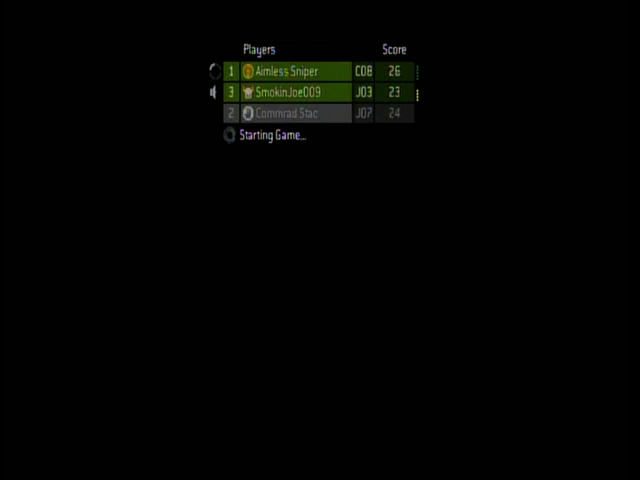 Players Score
1 Aimless Sniper C08 26
3 SmokinJoe009 J03 23
2 Commrad Stac J07 24
Starting Game...